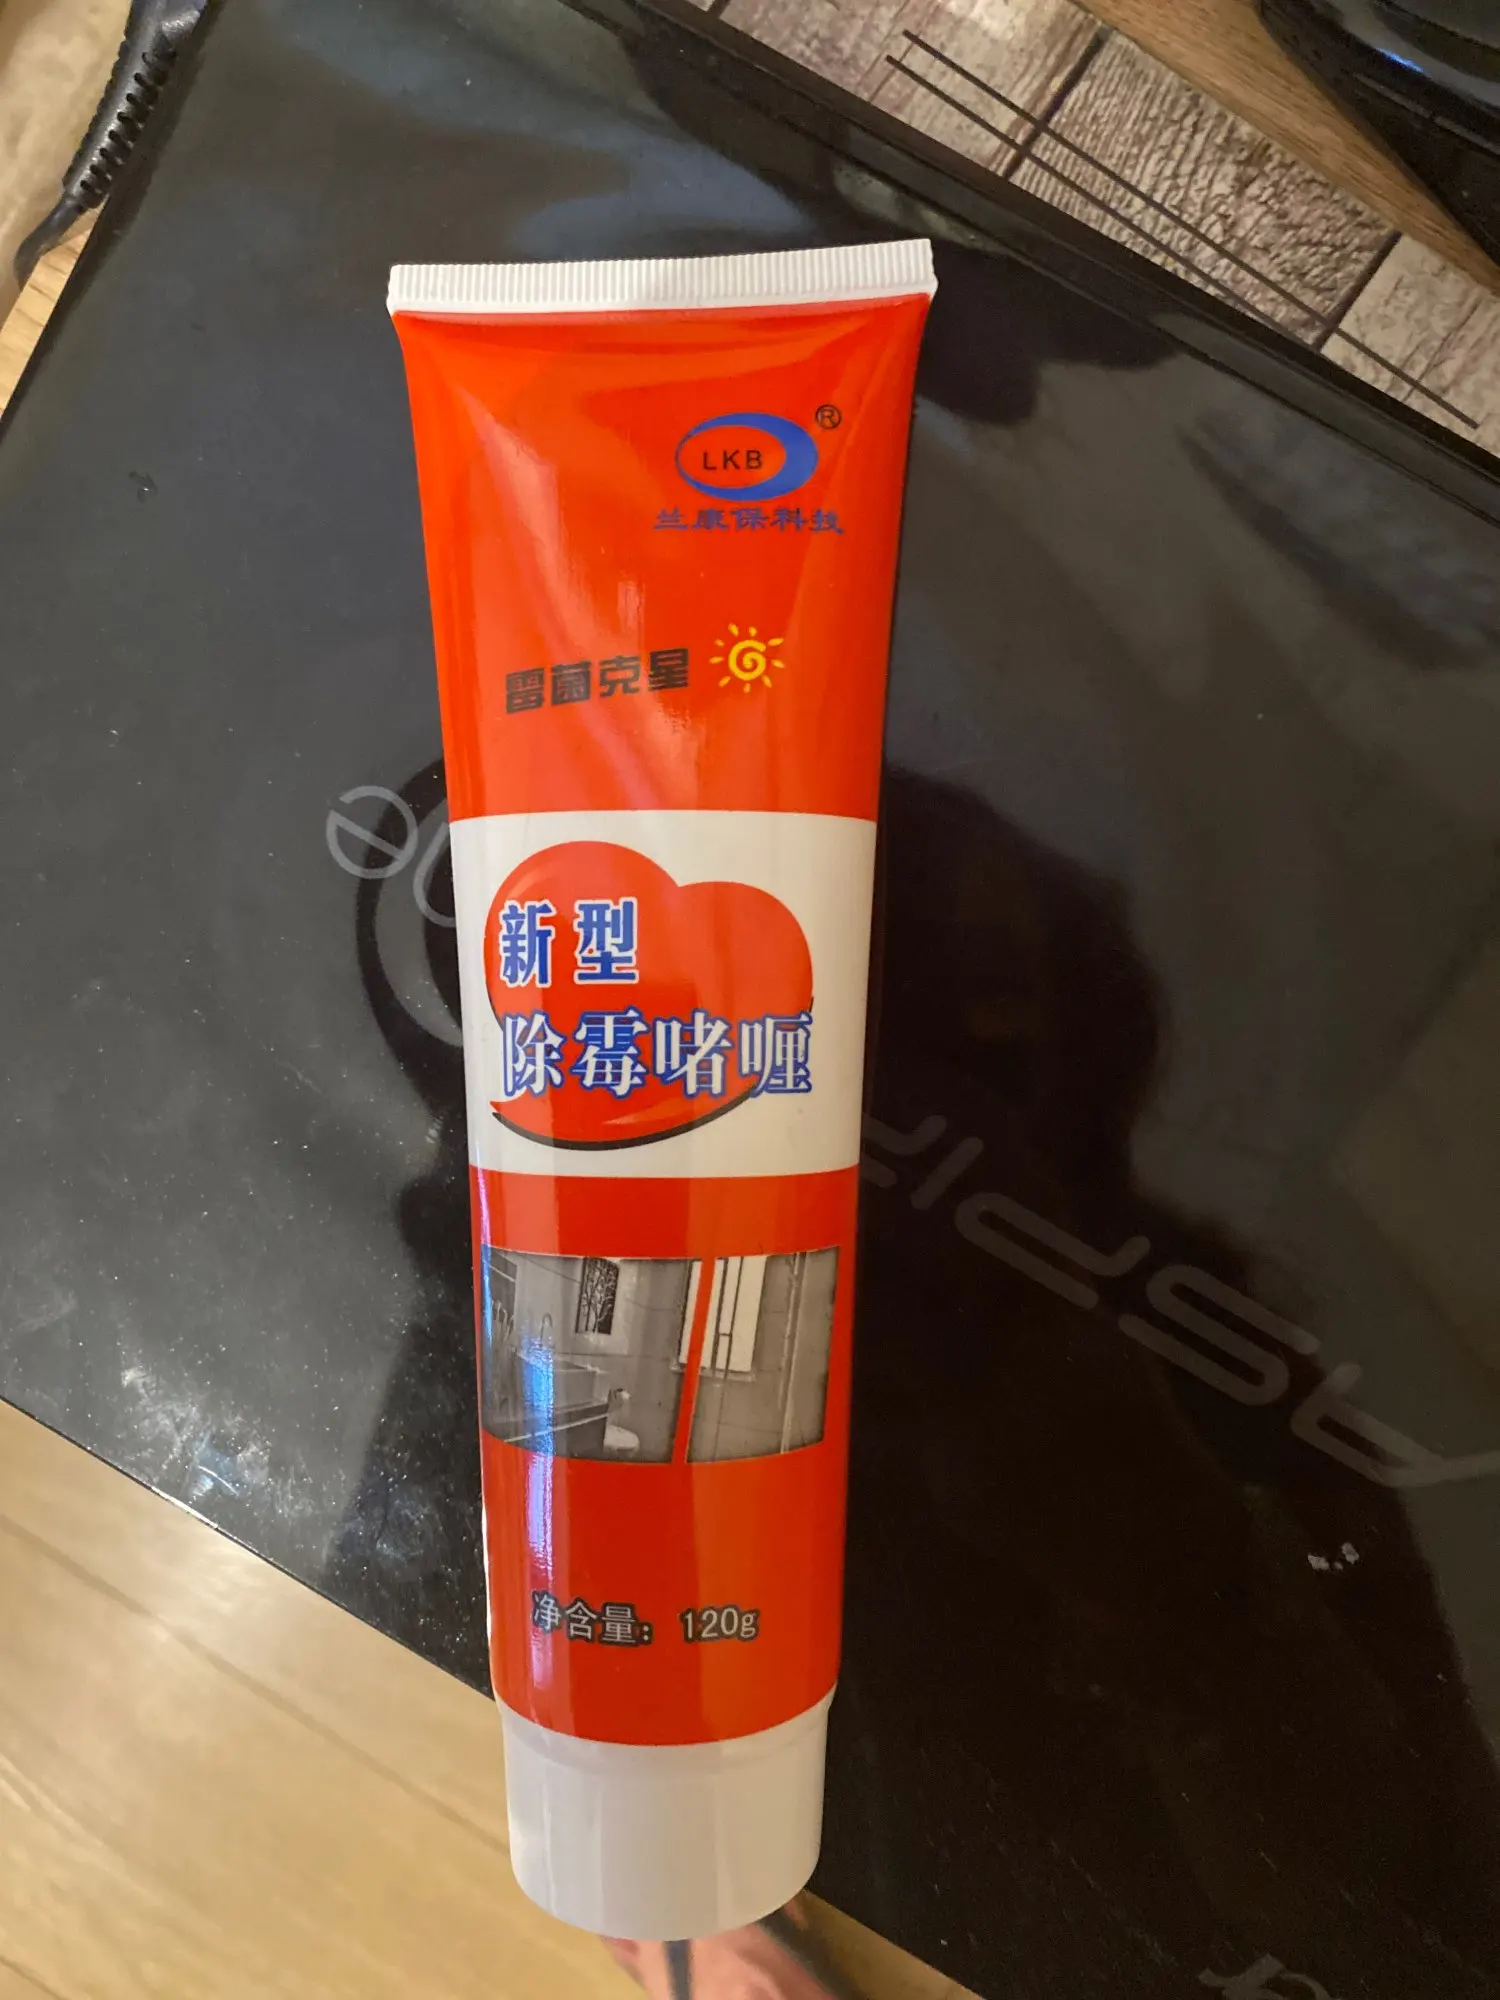 LKB ®
兰康保科技
霉菌克星
新型
除霉啫喱
净含量: 120g